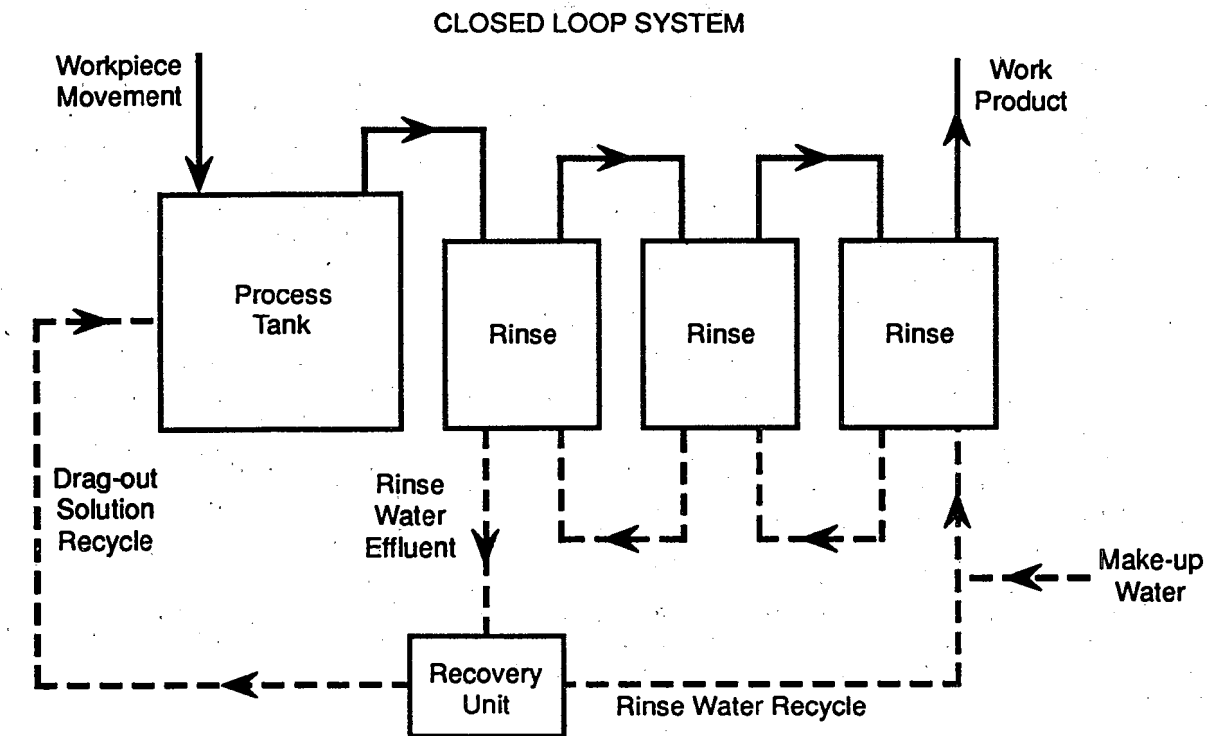 CLOSED LOOP SYSTEM
Workpiece
Movement
Work
Product
Process
Tank
Rinse
Rinse
Rinse
Drag-out
Solution
Recycle
Rinse
Water
Effluent
Make-up
Water
Recovery
Unit
Rinse Water Recycle